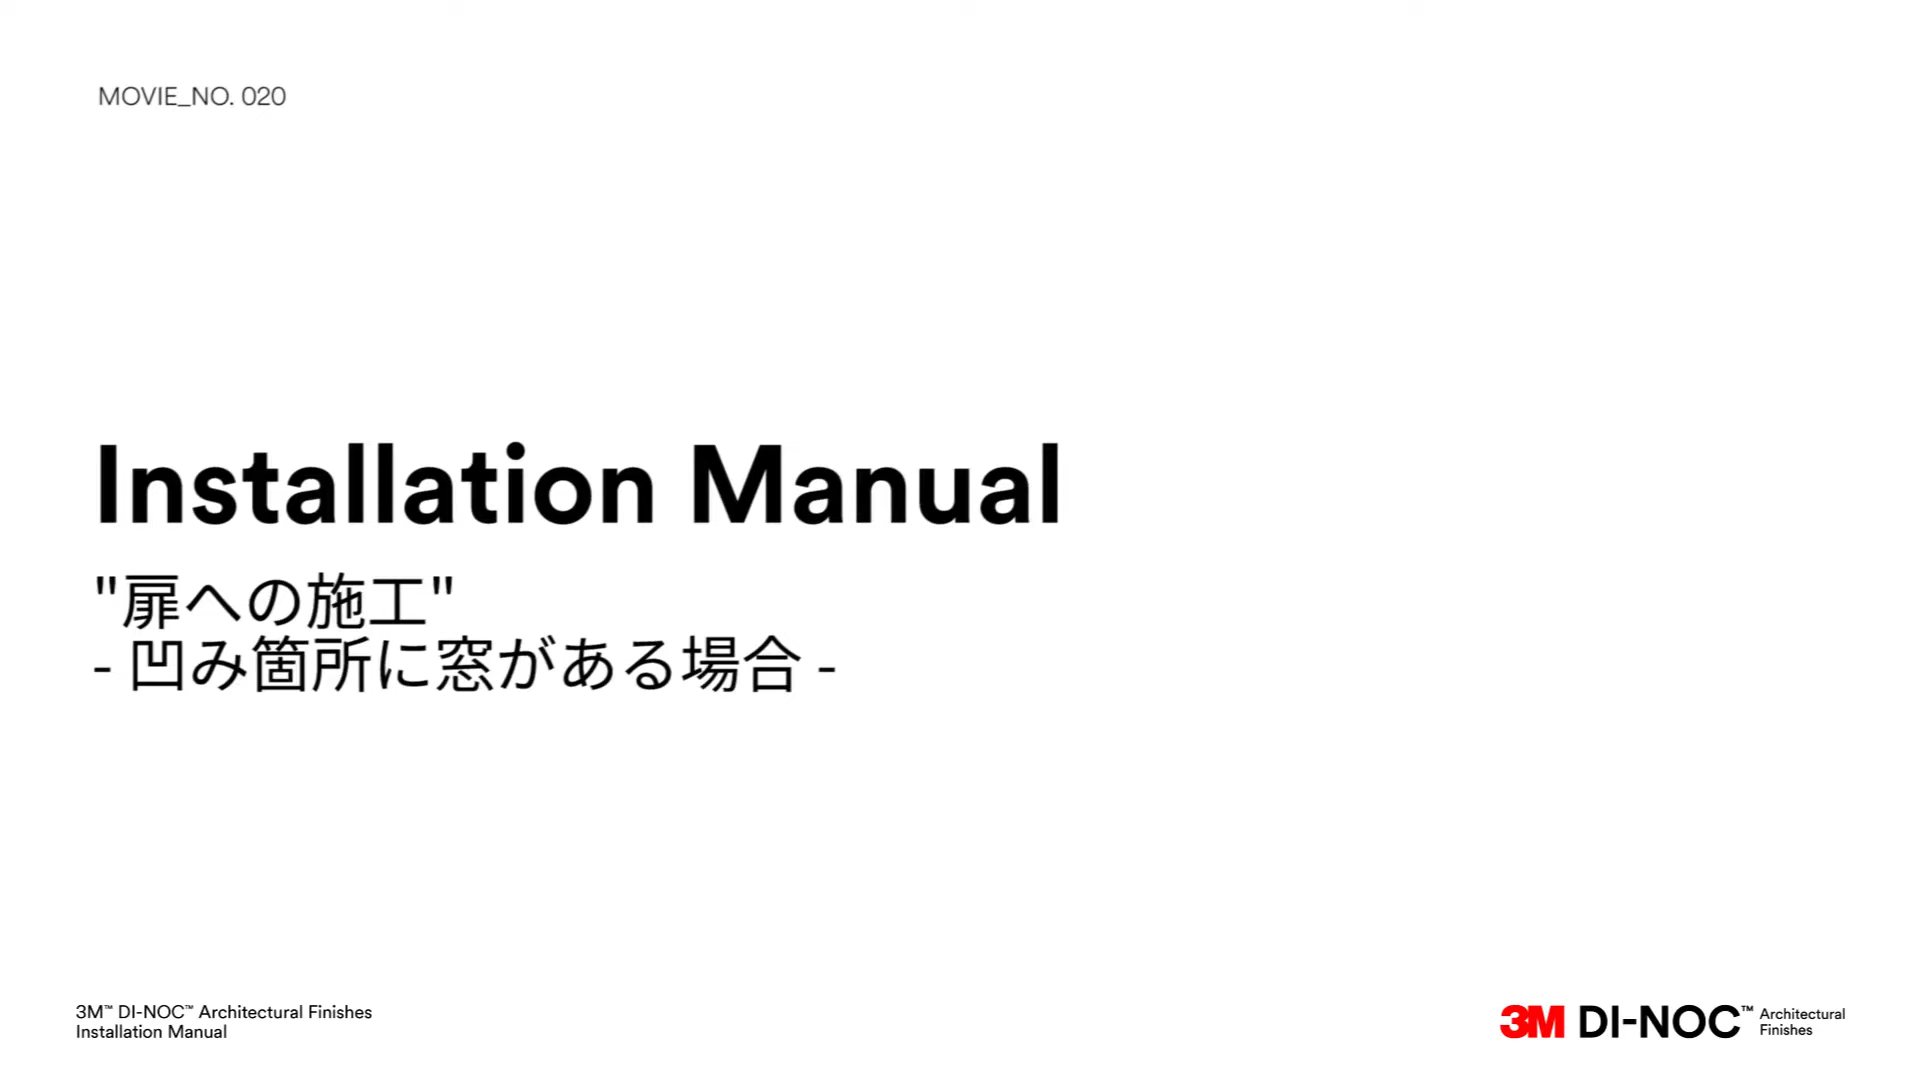 MOVIE_NO. 020
Installation Manual
"扉への施工"
- 凹み箇所に窓がある場合 -
3M™ DI-NOC™ Architectural Finishes
Installation Manual
3M DI-NOC™ Architectural
Finishes